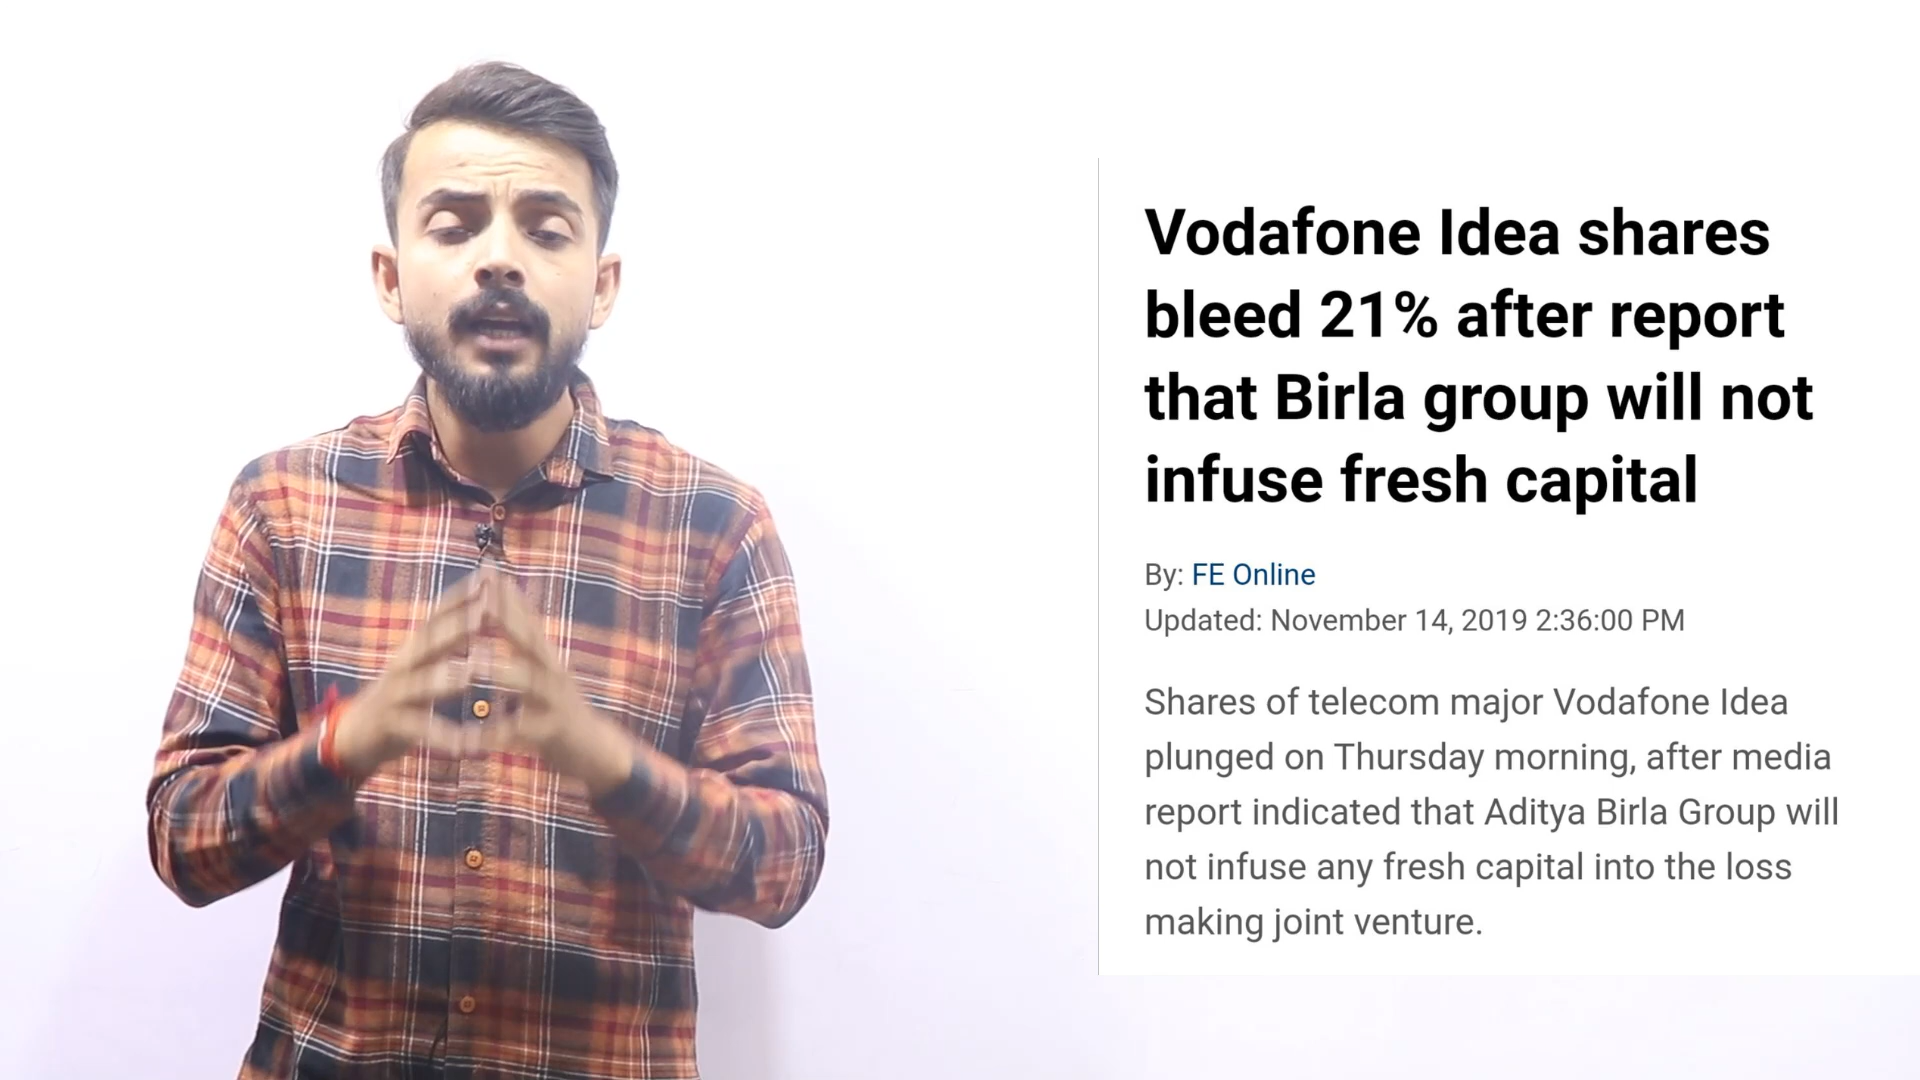 Vodafone Idea shares
bleed 21% after report
that Birla group will not
infuse fresh capital
By: FE Online
Updated: November 14, 2019 2:36:00 PM
Shares of telecom major Vodafone Idea
plunged on Thursday morning, after media
report indicated that Aditya Birla Group will
not infuse any fresh capital into the loss
making joint venture.